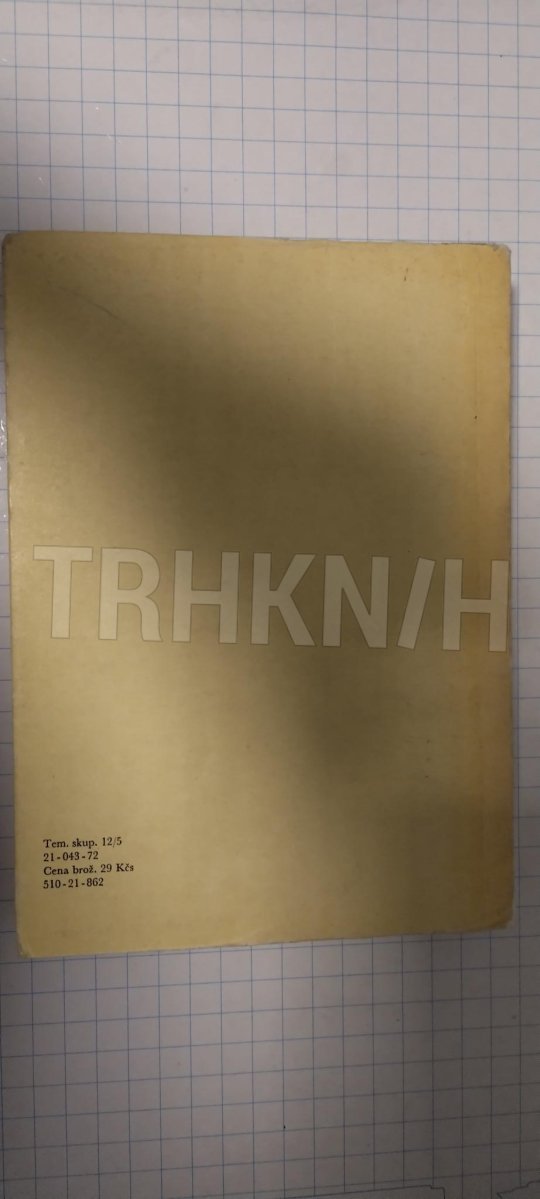 TRHKN/H
Tem. skup. 12/5
21-043-72
Cena brož. 29 Kčs
510-21-862